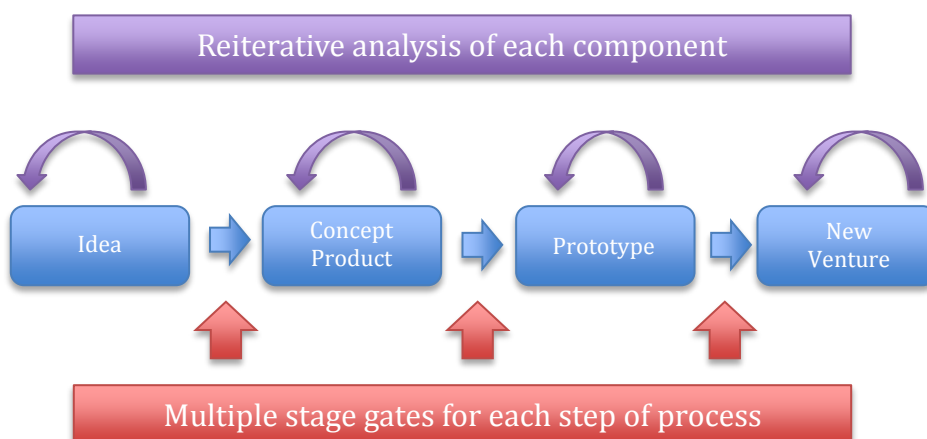 Reiterative analysis of each component
Idea
Concept
Product
Prototype
New
Venture
Multiple stage gates for each step of process